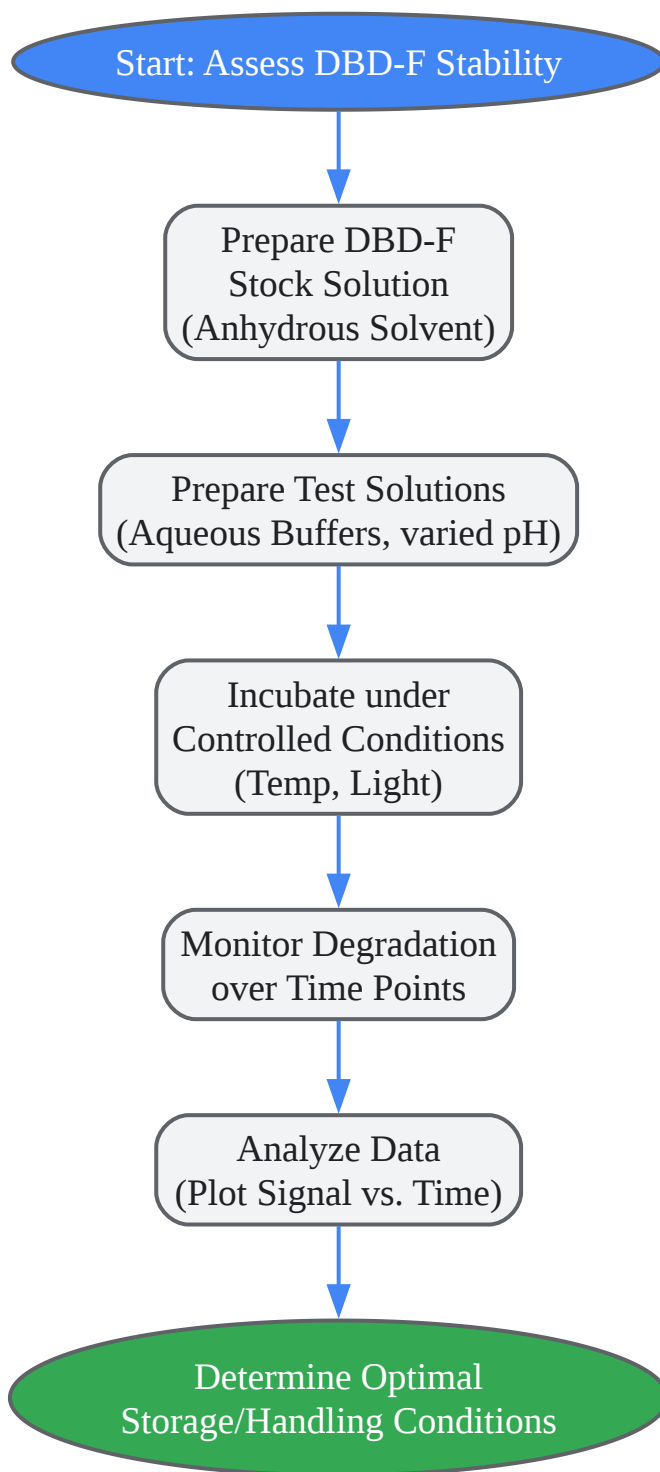 Start: Assess DBD-F Stability
Prepare DBD-F
Stock Solution
(Anhydrous Solvent)
Prepare Test Solutions
(Aqueous Buffers, varied pH)
Incubate under
Controlled Conditions
(Temp, Light)
Monitor Degradation
over Time Points
Analyze Data
(Plot Signal vs. Time)
Determine Optimal
Storage/Handling Conditions